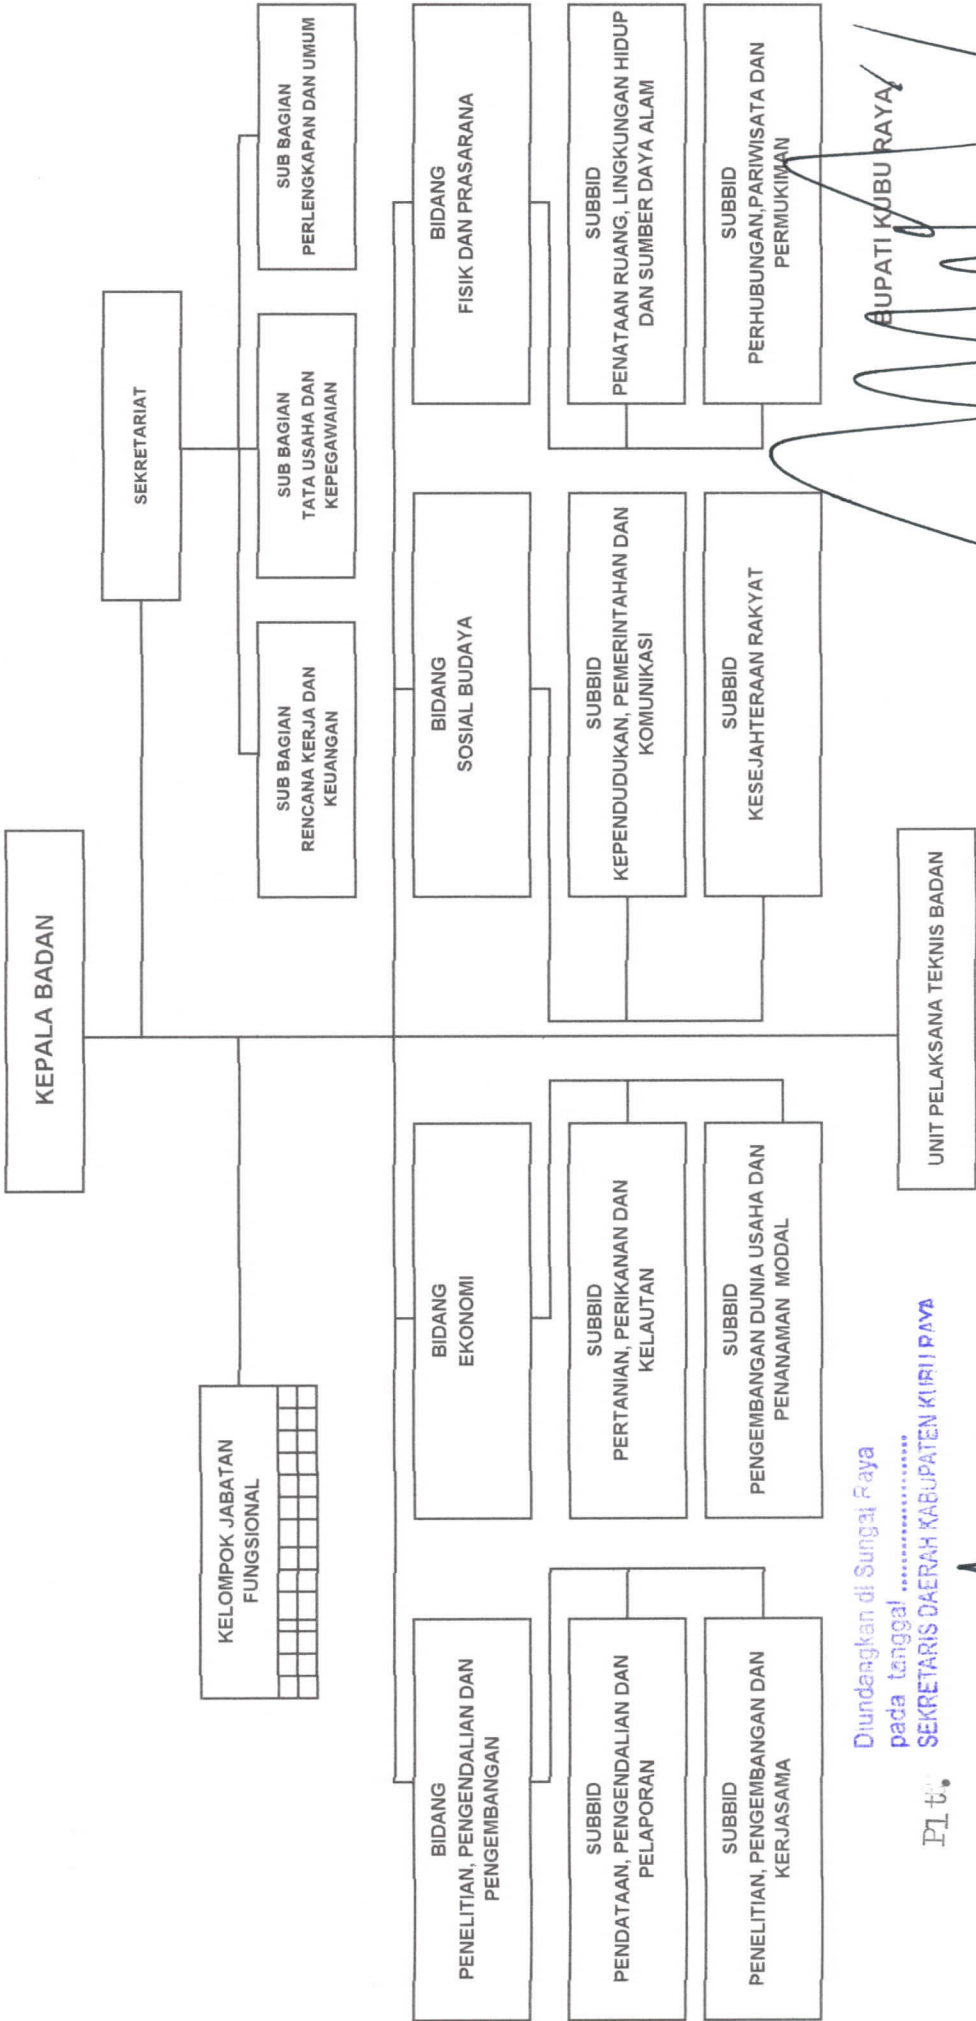 KEPALA BADAN
SEKRETARIAT
KELOMPOK JABATAN
FUNGSIONAL
SUB BAGIAN
RENCANA KERJA DAN
KEUANGAN
SUB BAGIAN
TATA USAHA DAN
KEPEGAWAIAN
SUB BAGIAN
PERLENGKAPAN DAN UMUM
BIDANG
PENELITIAN, PENGENDALIAN DAN
PENGEMBANGAN
BIDANG
EKONOMI
BIDANG
SOSIAL BUDAYA
BIDANG
FISIK DAN PRASARANA
SUBBID
PENDATAAN, PENGENDALIAN DAN
PELAPORAN
SUBBID
PERTANIAN, PERIKANAN DAN
KELAUTAN
SUBBID
KEPENDUDUKAN, PEMERINTAHAN DAN
KOMUNIKASI
SUBBID
PENATAAN RUANG, LINGKUNGAN HIDUP
DAN SUMBER DAYA ALAM
SUBBID
PENELITIAN, PENGEMBANGAN DAN
KERJASAMA
SUBBID
PENGEMBANGAN DUNIA USAHA DAN
PENANAMAN MODAL
SUBBID
KESEJAHTERAAN RAKYAT
SUBBID
PERHUBUNGAN,PARIWISATA DAN
PERMUKIMAN
UNIT PELAKSANA TEKNIS BADAN
BUPATI KUBU RAYA,
Diundangkan di Sungai Raya
pada tanggal ....................
Plt. SEKRETARIS DAERAH KABUPATEN KUBU RAYA